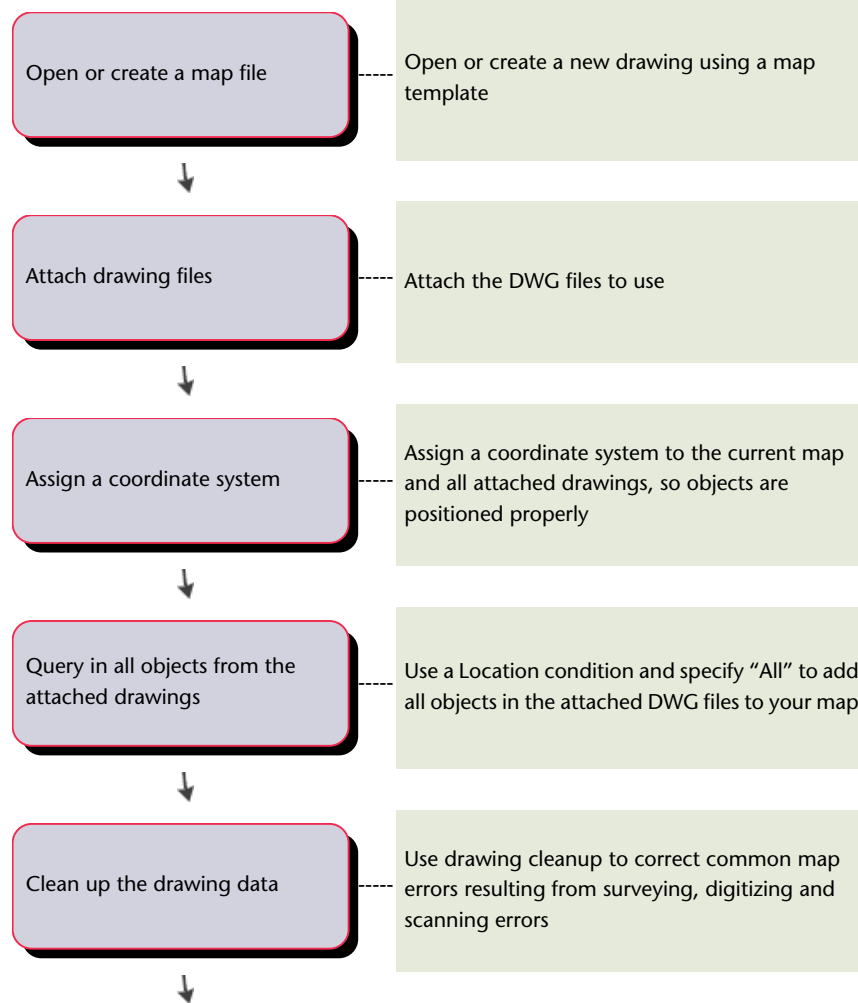 Open or create a map file
Open or create a new drawing using a map
template
Attach drawing files
Attach the DWG files to use
Assign a coordinate system
Assign a coordinate system to the current map
and all attached drawings, so objects are
positioned properly
Query in all objects from the
attached drawings
Use a Location condition and specify “All” to add
all objects in the attached DWG files to your map
Clean up the drawing data
Use drawing cleanup to correct common map
errors resulting from surveying, digitizing and
scanning errors